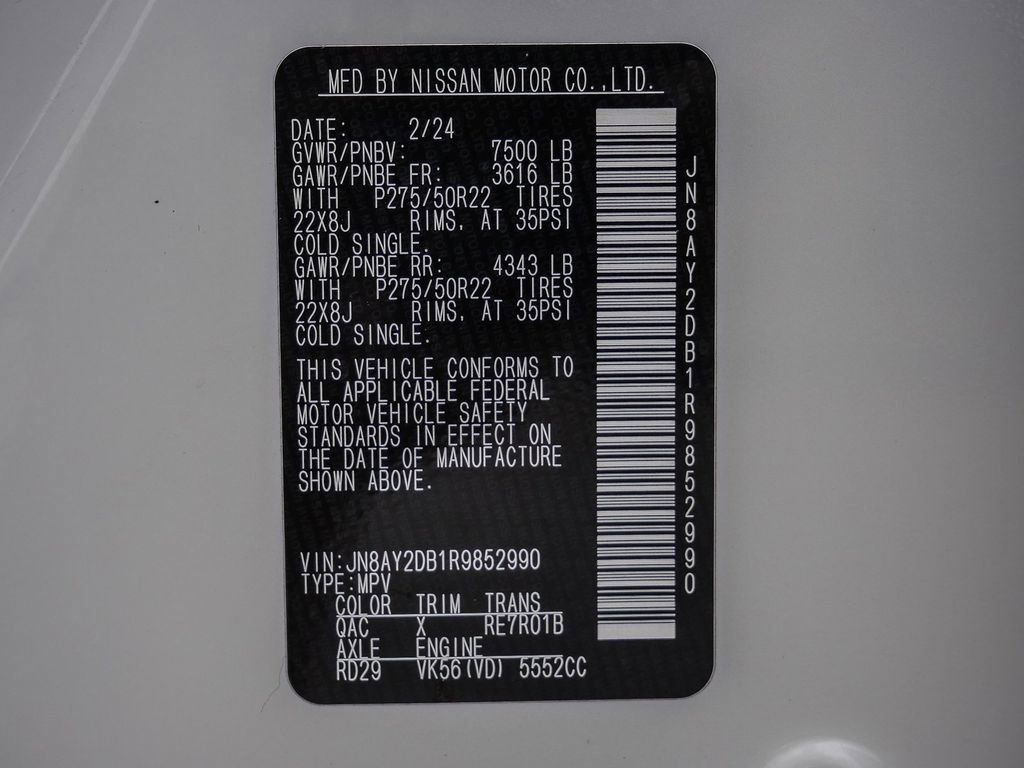 MFD BY NISSAN MOTOR CO.,LTD.
DATE: 2/24
GVWR/PNBV: 7500 LB
GAWR/PNBE FR: 3616 LB
WITH P275/50R22 TIRES
22X8J RIMS. AT 35PSI
COLD SINGLE.
GAWR/PNBE RR: 4343 LB
WITH P275/50R22 TIRES
22X8J RIMS. AT 35PSI
COLD SINGLE.
THIS VEHICLE CONFORMS TO
ALL APPLICABLE FEDERAL
MOTOR VEHICLE SAFETY
STANDARDS IN EFFECT ON
THE DATE OF MANUFACTURE
SHOWN ABOVE.
VIN:JN8AY2DB1R9852990
TYPE:MPV
COLOR TRIM TRANS
QAC X RE7R01B
AXLE ENGINE
RD29 VK56(VD) 5552CC
JN8AY2DB1R9852990